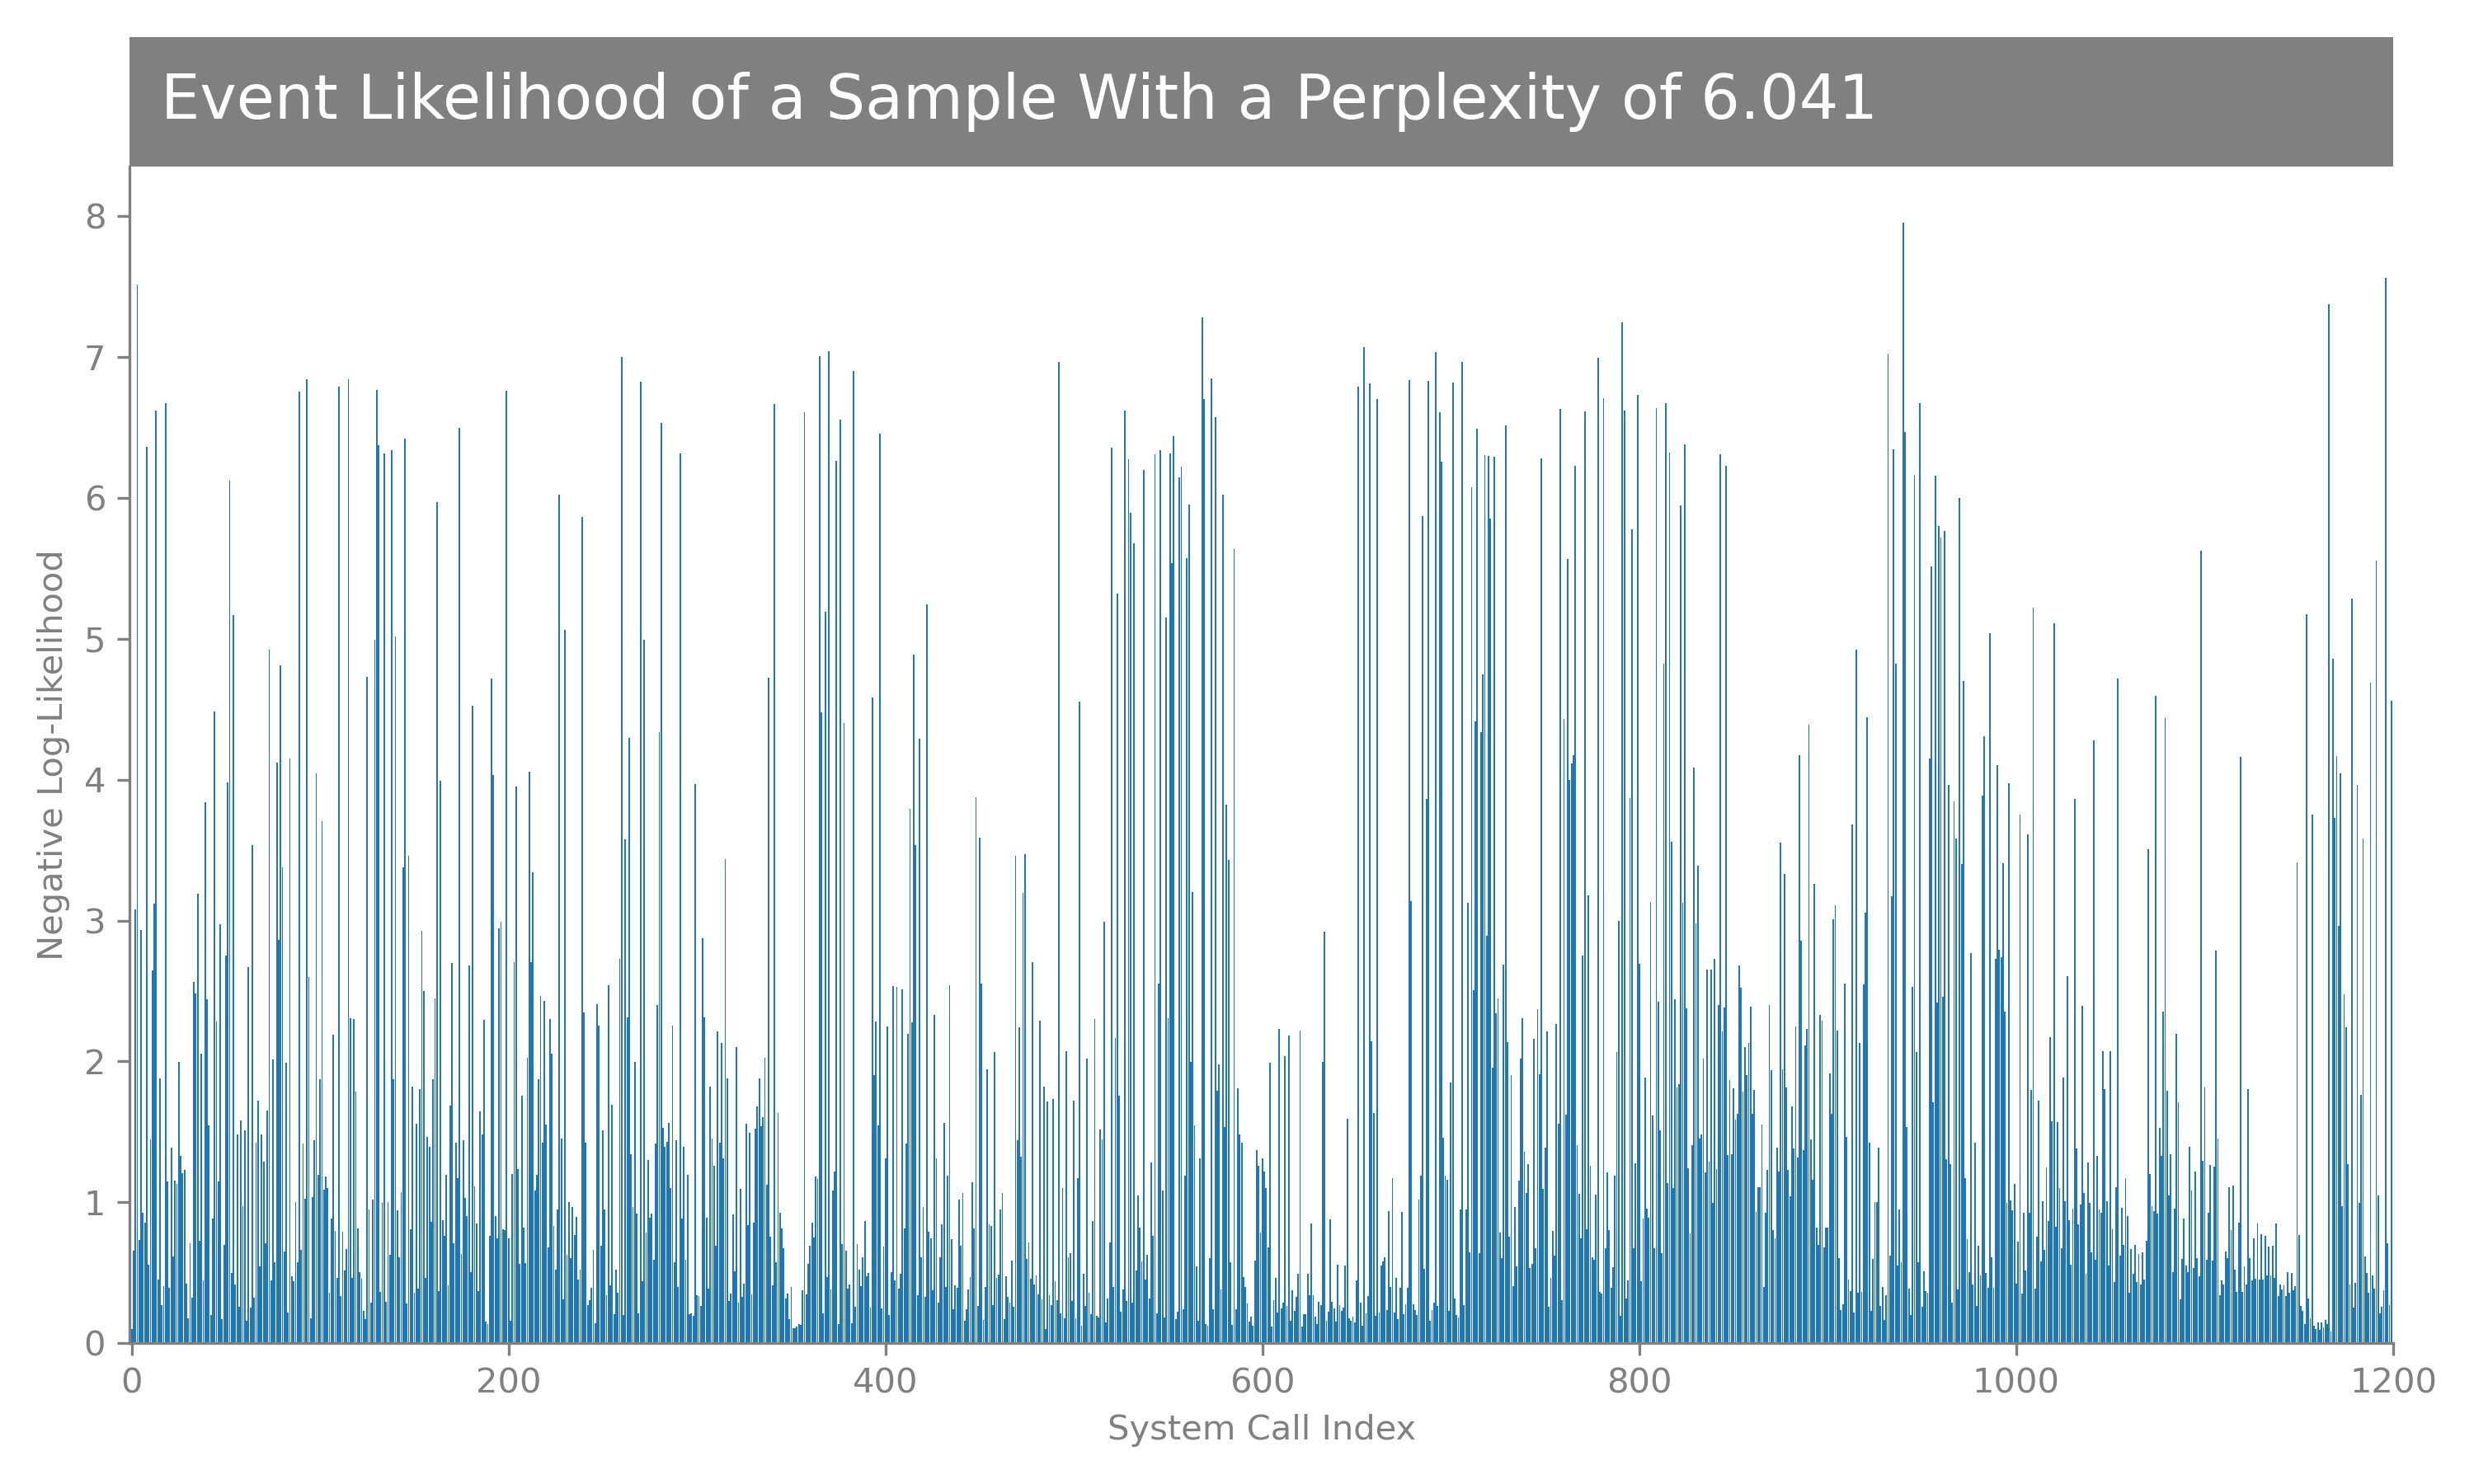 Event Likelihood of a Sample With a Perplexity of 6.041
8
7
6
5
4
3
2
1
0
Negative Log-Likelihood
0 200 400 600 800 1000 1200
System Call Index